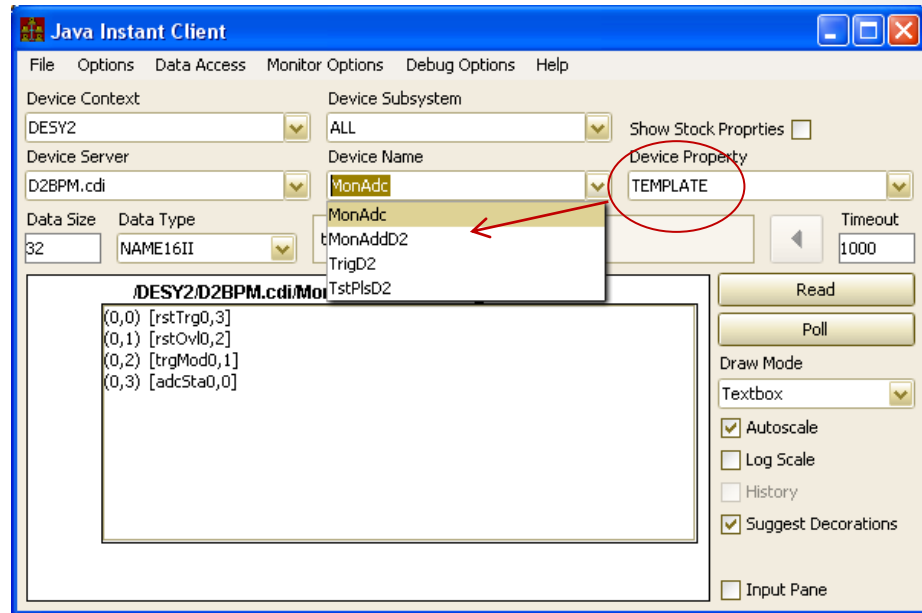 Java Instant Client
File Options Data Access Monitor Options Debug Options Help
Device Context Device Subsystem
DESY2 ALL Show Stock Proprties
Device Server Device Name Device Property
D2BPM.cdi MonAdc TEMPLATE
Data Size Data Type Timeout
32 NAME16II 1000
MonAdc
MonAddD2
TrigD2
TstPlsD2
Read
/DESY2/D2BPM.cdi/Mo
(0,0) [rstTrg0,3]
(0,1) [rstOvl0,2]
(0,2) [trgMod0,1]
(0,3) [adcSta0,0]
Poll
Draw Mode
Textbox
Autoscale
Log Scale
History
Suggest Decorations
Input Pane